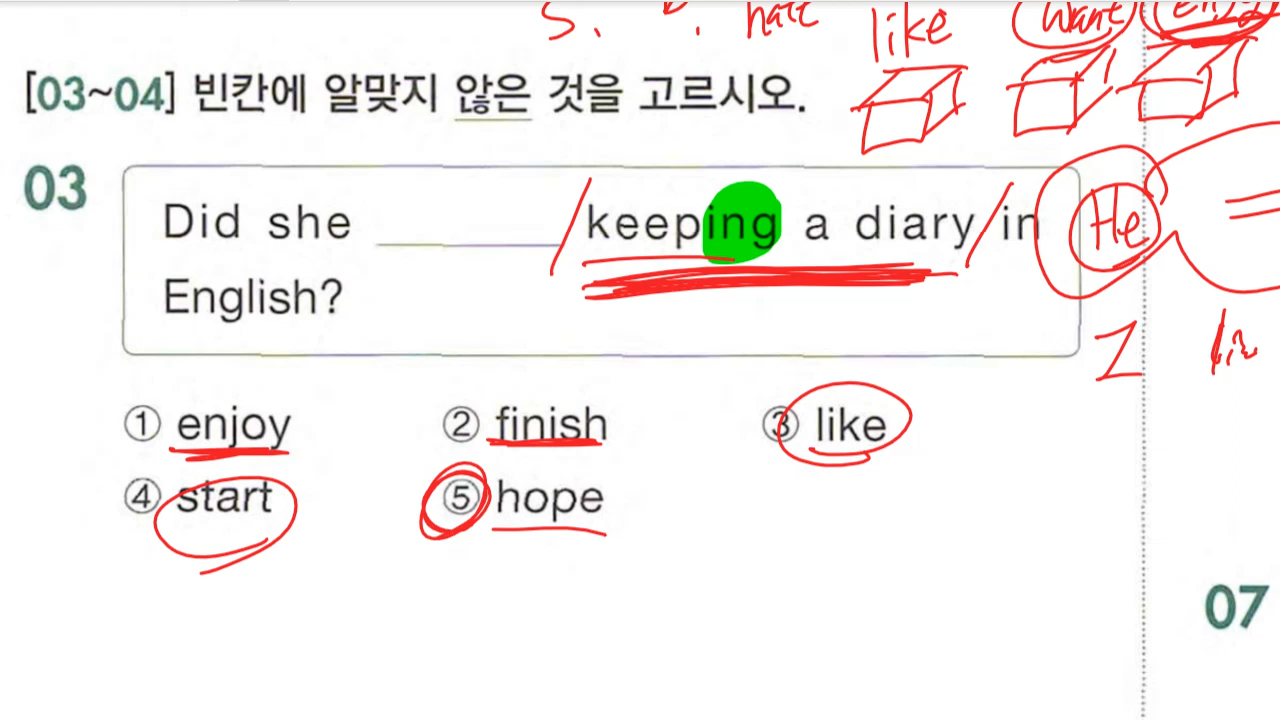 like
want
[03~04] 빈칸에 알맞지 않은 것을 고르시오.
03
Did she ________ / keeping a diary / in
English?
He
I
① enjoy ② finish ③ like
④ start ⑤ hope
07